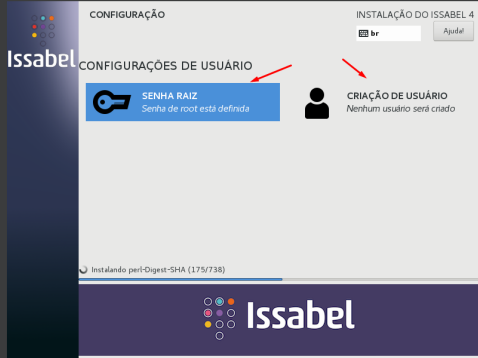 CONFIGURAÇÃO
INSTALAÇÃO DO ISSABEL 4
br
Ajuda!
Issabel
CONFIGURAÇÕES DE USUÁRIO
SENHA RAIZ
Senha de root está definida
CRIAÇÃO DE USUÁRIO
Nenhum usuário será criado
Instalando perl-Digest-SHA (175/738)
Issabel